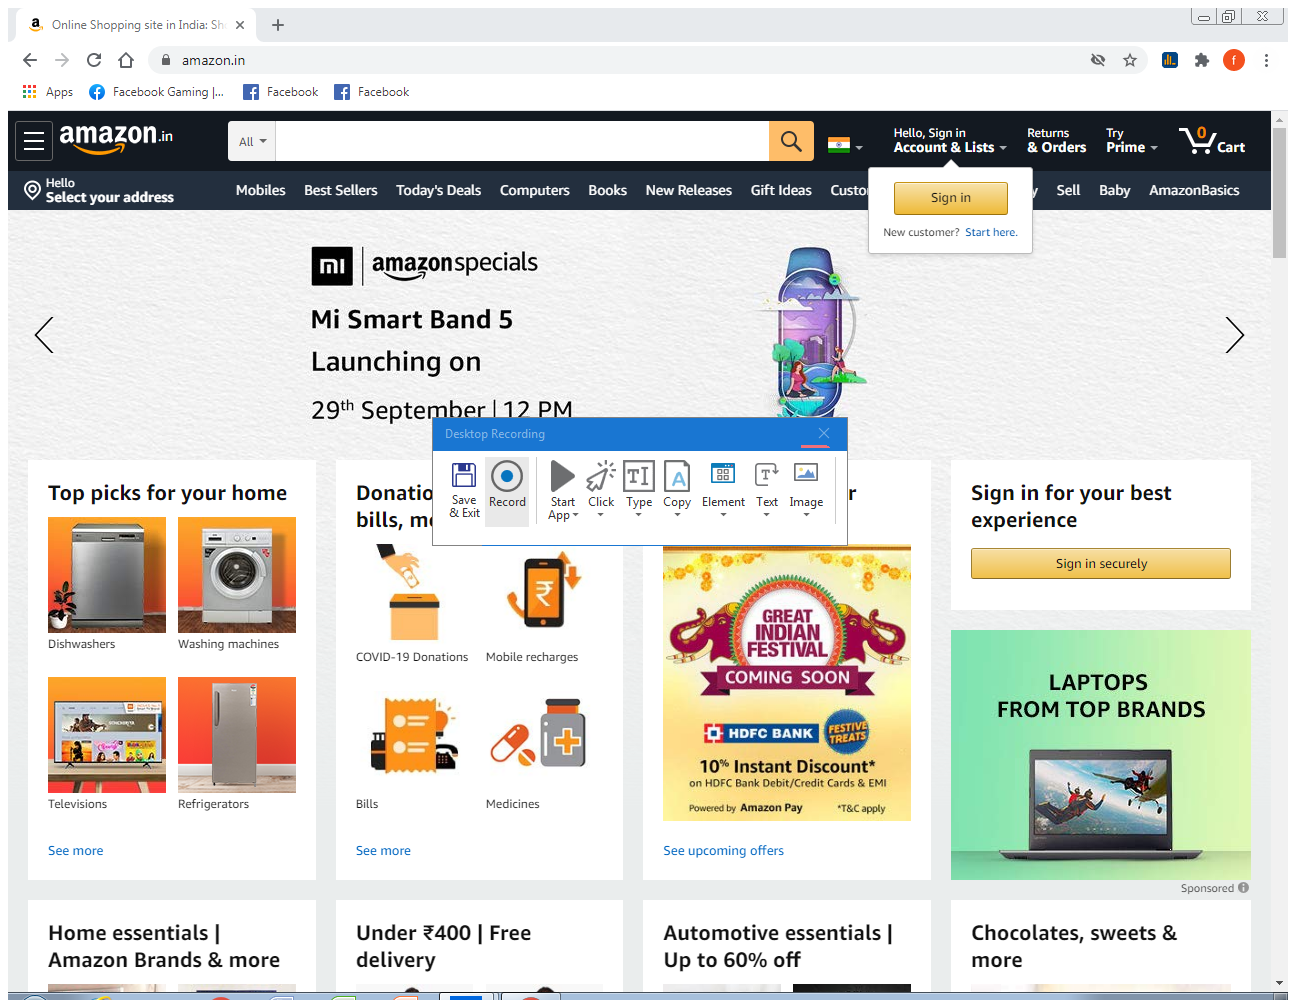 Online Shopping site in India: Sh
amazon.in
Apps
Facebook Gaming |...
Facebook
Facebook
amazon.in
All
Hello, Sign in
Account & Lists
Returns
& Orders
Try
Prime
0
Cart
Hello
Select your address
Mobiles
Best Sellers
Today's Deals
Computers
Books
New Releases
Gift Ideas
Custo
y
Sell
Baby
AmazonBasics
Sign in
New customer? Start here.
mi
amazonspecials
Mi Smart Band 5
Launching on
29th September | 12 PM
Desktop Recording
Save
& Exit
Record
Start
App
Click
Type
Copy
Element
Text
Image
Top picks for your home
Dishwashers
Washing machines
Televisions
Refrigerators
See more
Donatio
bills, m
COVID-19 Donations
Mobile recharges
Bills
Medicines
See more
r
GREAT
INDIAN
FESTIVAL
COMING SOON
HDFC BANK
FESTIVE
TREATS
10% Instant Discount*
on HDFC Bank Debit/Credit Cards & EMI
Powered by Amazon Pay
*T&C apply
See upcoming offers
Sign in for your best
experience
Sign in securely
LAPTOPS
FROM TOP BRANDS
Sponsored
Home essentials |
Amazon Brands & more
Under ₹400 | Free
delivery
Automotive essentials |
Up to 60% off
Chocolates, sweets &
more